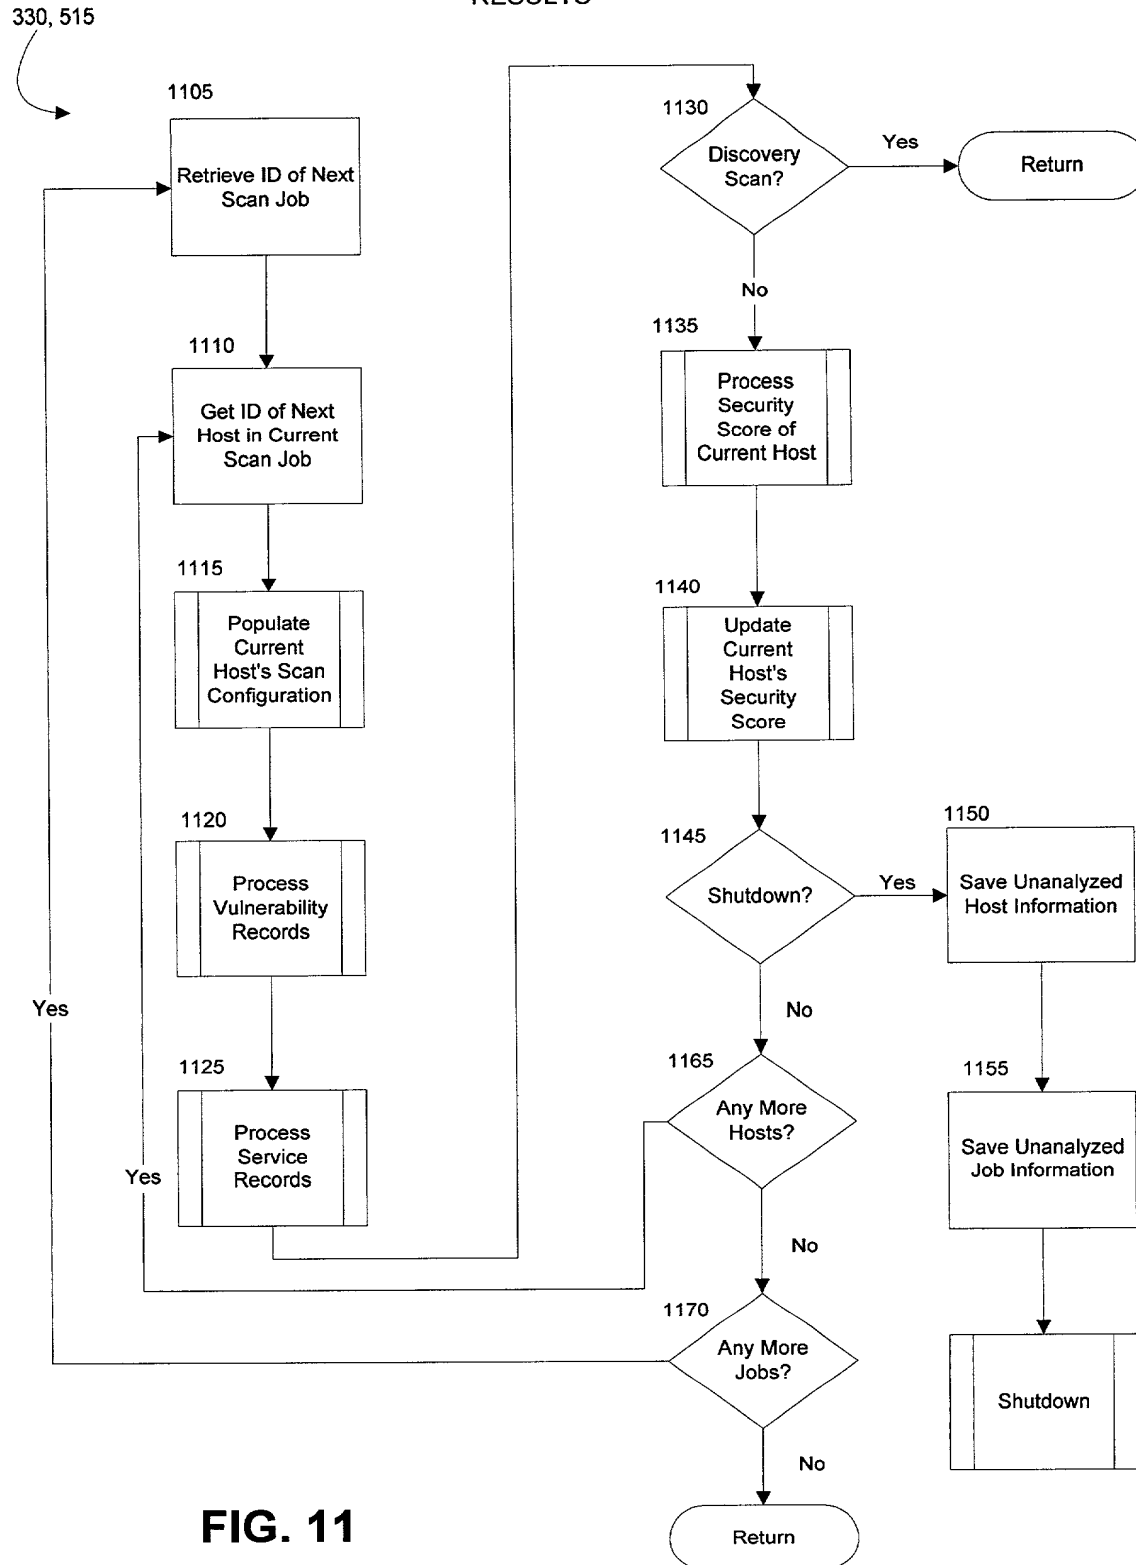 RESULTS
330, 515
1105
Retrieve ID of Next
Scan Job
1110
Get ID of Next
Host in Current
Scan Job
1115
Populate
Current
Host's Scan
Configuration
1120
Process
Vulnerability
Records
1125
Process
Service
Records
Yes
Yes
1130
Discovery
Scan?
Yes
Return
No
1135
Process
Security
Score of
Current Host
1140
Update
Current
Host's
Security
Score
1145
Shutdown?
Yes
1150
Save Unanalyzed
Host Information
No
1155
Save Unanalyzed
Job Information
Shutdown
1165
Any More
Hosts?
No
1170
Any More
Jobs?
No
Return
FIG. 11